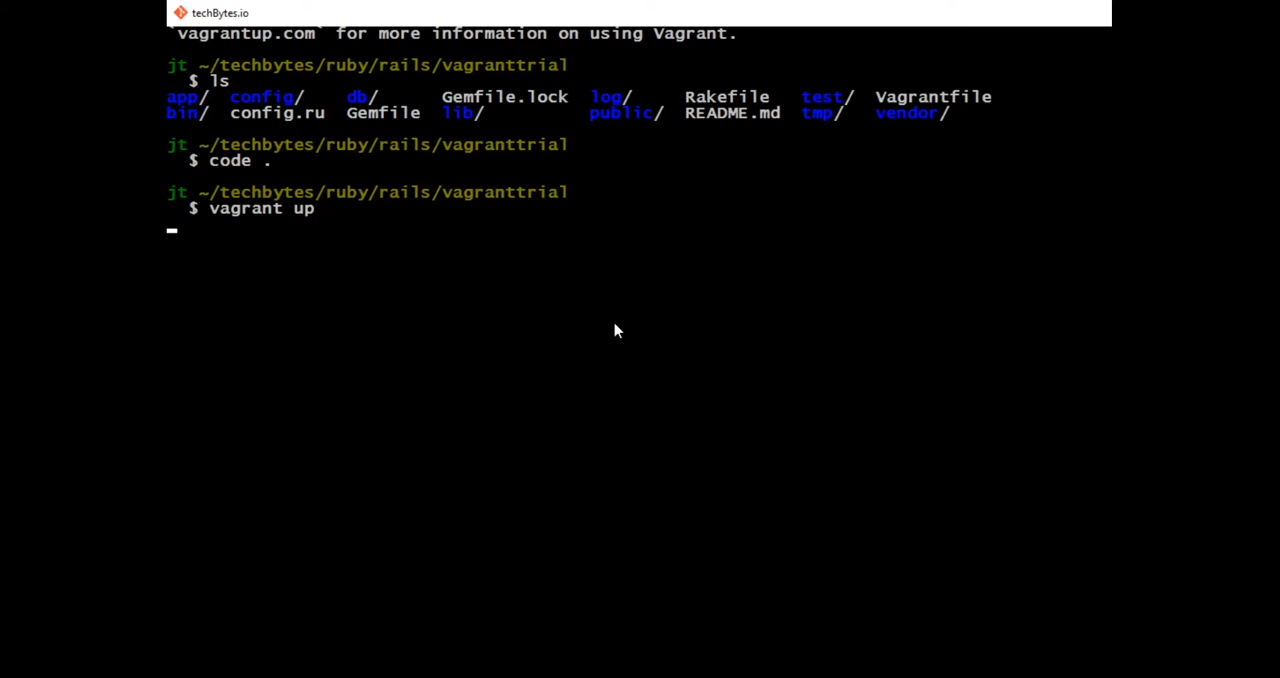 techBytes.io
`vagrantup.com` for more information on using Vagrant.
jt ~/techbytes/ruby/rails/vagranttrial
$ ls
app/ config/ db/ Gemfile.lock log/ Rakefile test/ Vagrantfile
bin/ config.ru Gemfile lib/ public/ README.md tmp/ vendor/
jt ~/techbytes/ruby/rails/vagranttrial
$ code .
jt ~/techbytes/ruby/rails/vagranttrial
$ vagrant up